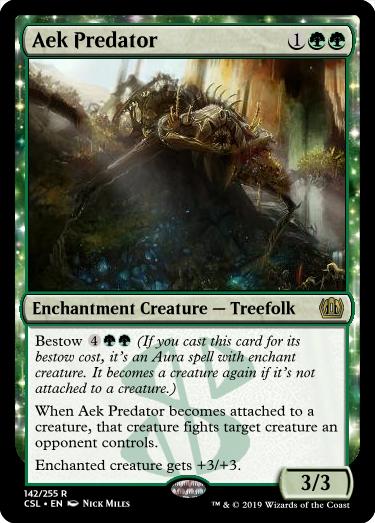 Aek Predator 1
Enchantment Creature — Treefolk
Bestow 4 (If you cast this card for its
bestow cost, it's an Aura spell with enchant
creature. It becomes a creature again if it's not
attached to a creature.)
When Aek Predator becomes attached to a
creature, that creature fights target creature an
opponent controls.
Enchanted creature gets +3/+3.
3/3
142/255 R
CSL • EN Nick Miles ™ & © 2019 Wizards of the Coast